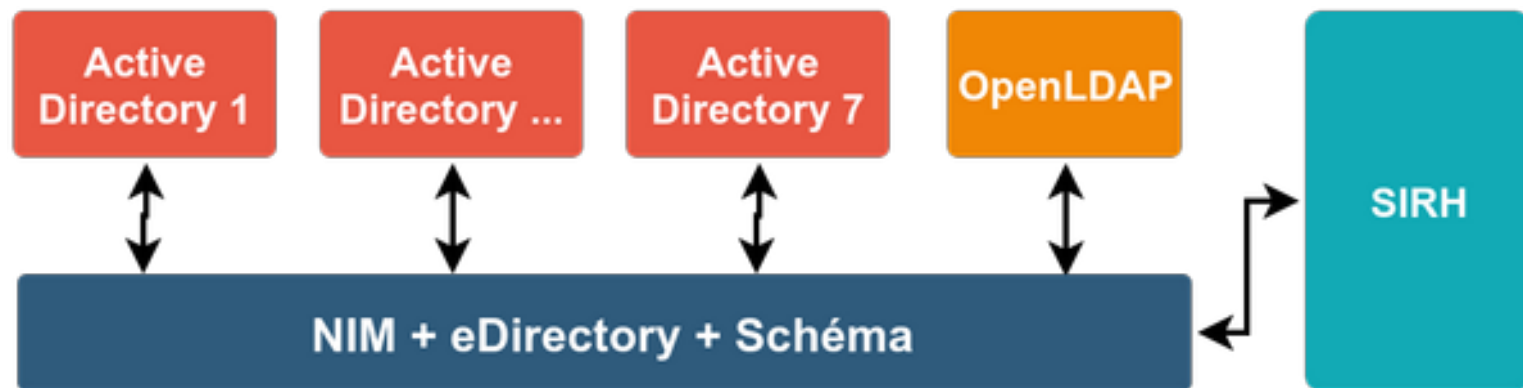 Active
Directory 1
Active
Directory ...
Active
Directory 7
OpenLDAP
SIRH
NIM + eDirectory + Schéma